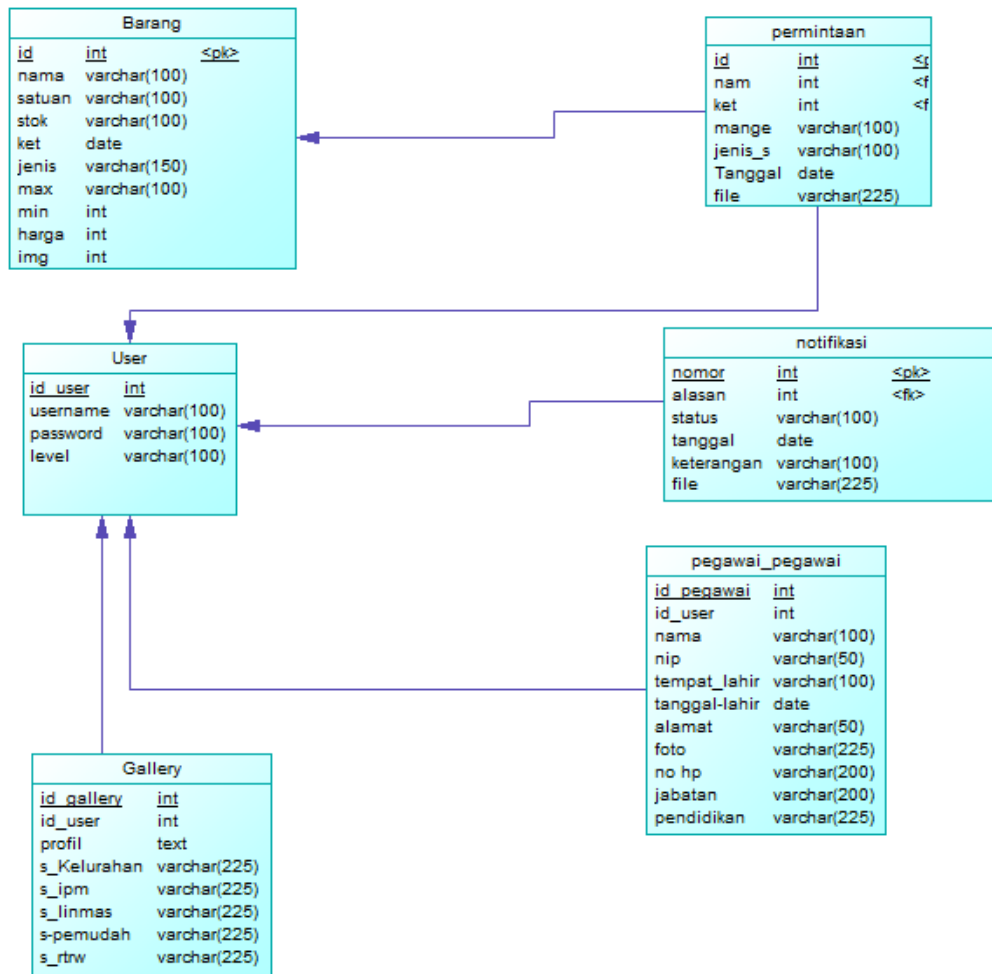 Barang
id int <pk>
nama varchar(100)
satuan varchar(100)
stok varchar(100)
ket date
jenis varchar(150)
max varchar(100)
min int
harga int
img int
permintaan
id int
nam int
ket int
mange varchar(100)
jenis_s varchar(100)
Tanggal date
file varchar(225)
User
id_user int
username varchar(100)
password varchar(100)
level varchar(100)
notifikasi
nomor int <pk>
alasan int <fk>
status varchar(100)
tanggal date
keterangan varchar(100)
file varchar(225)
pegawai_pegawai
id_pegawai int
id_user int
nama varchar(100)
nip varchar(50)
tempat_lahir varchar(100)
tanggal-lahir date
alamat varchar(50)
foto varchar(225)
no hp varchar(200)
jabatan varchar(200)
pendidikan varchar(225)
Gallery
id_gallery int
id_user int
profil text
s_Kelurahan varchar(225)
s_ipm varchar(225)
s_linmas varchar(225)
s-pemudah varchar(225)
s_rtrw varchar(225)